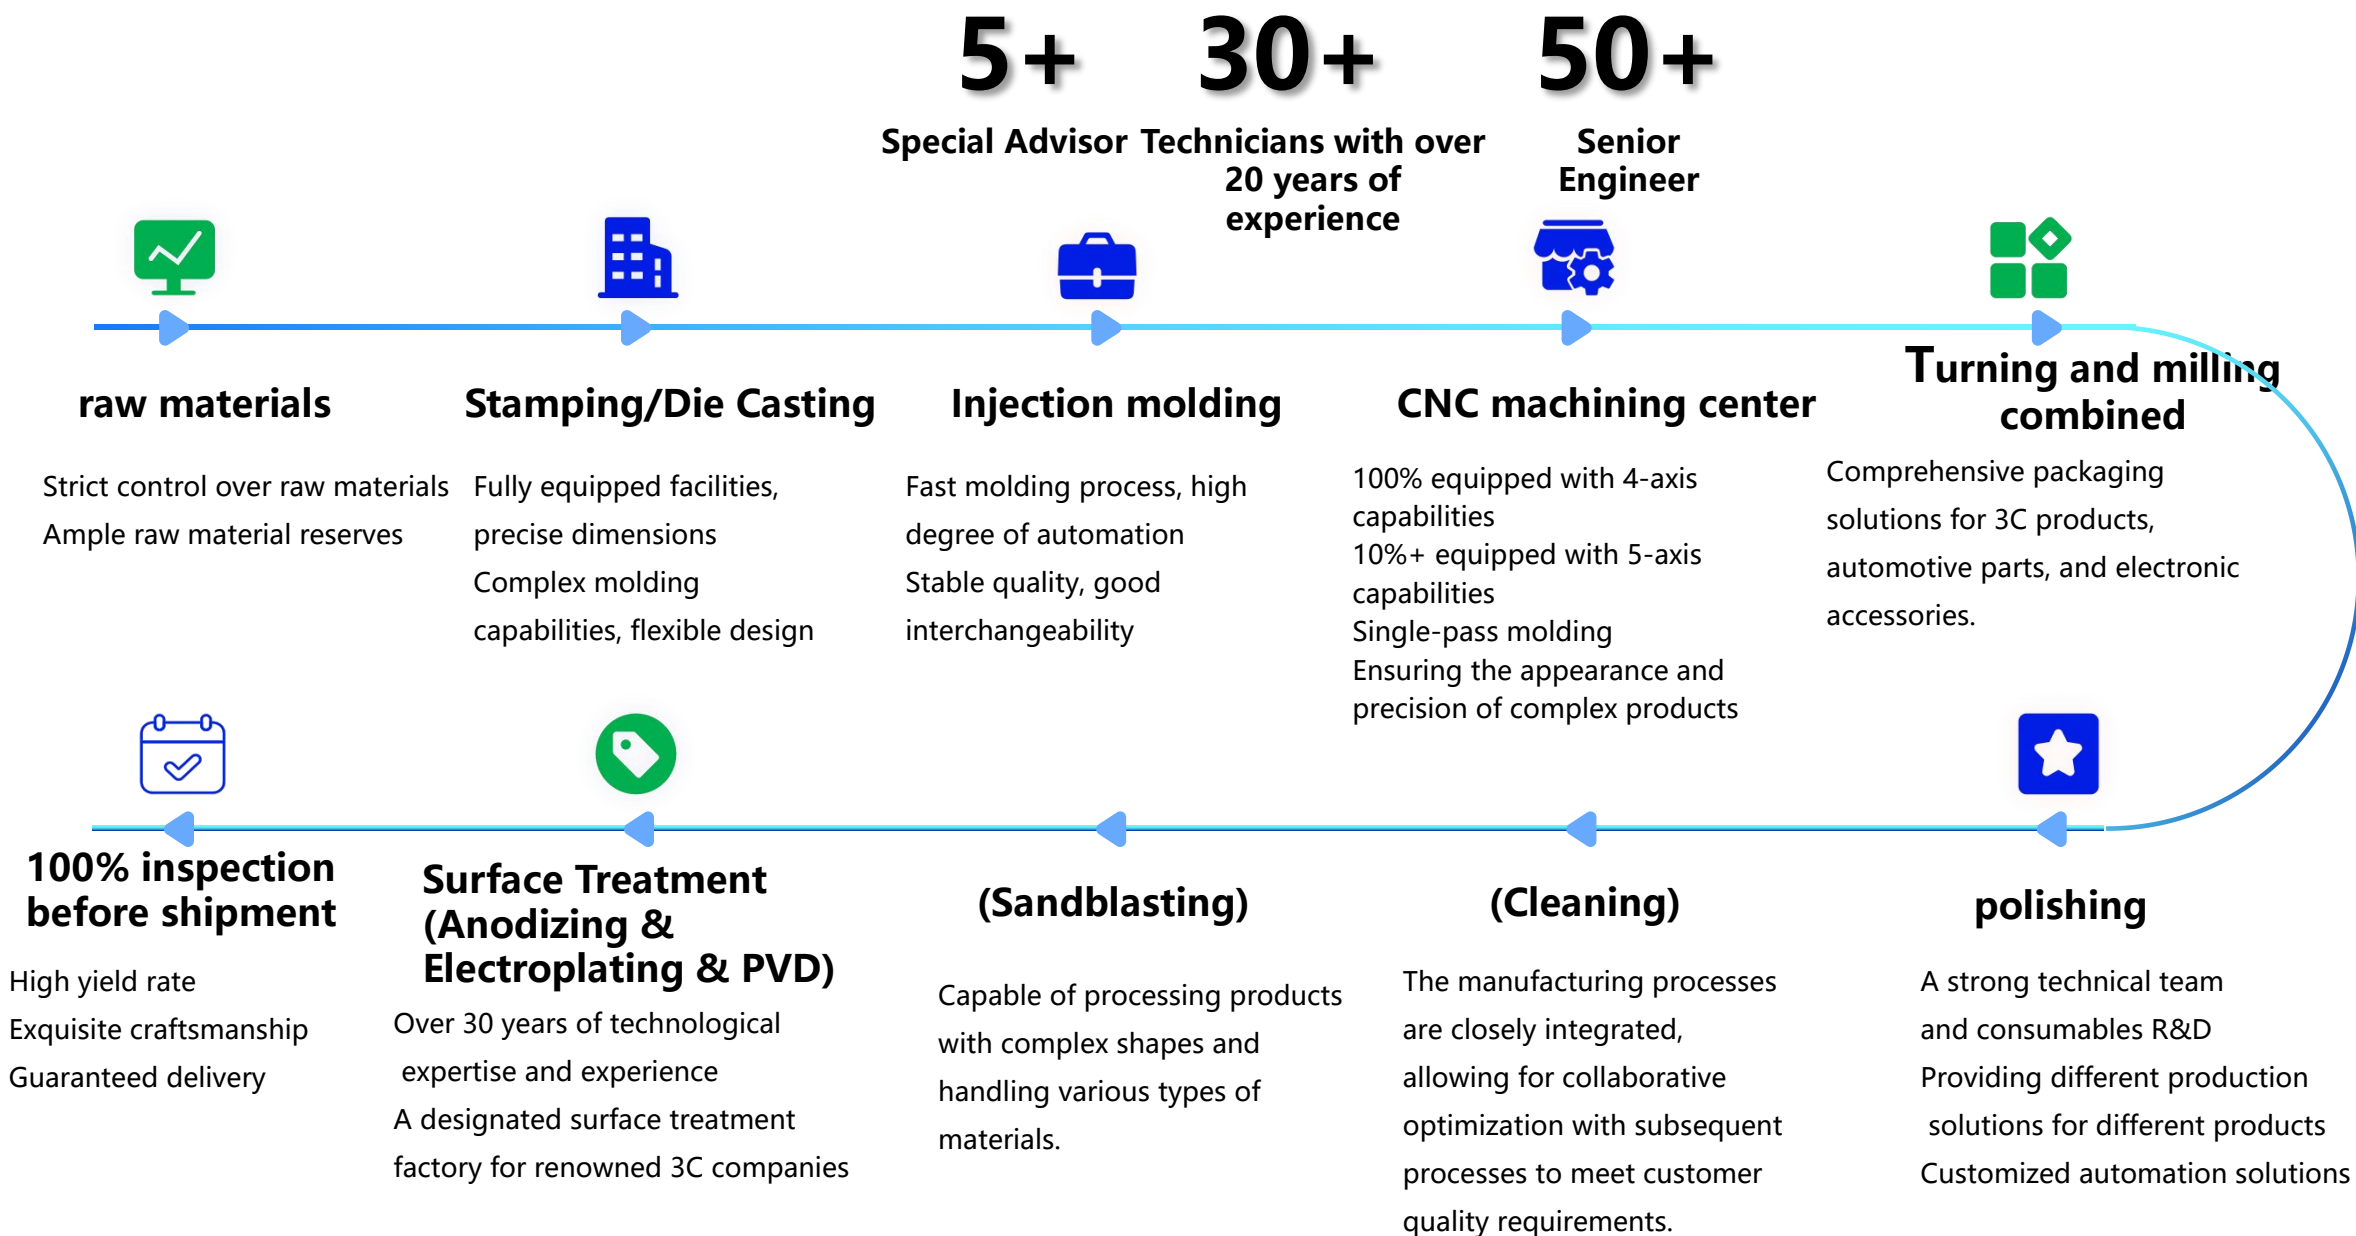 5+
Special Advisor
30+
Technicians with over
20 years of
experience
50+
Senior
Engineer
raw materials
Strict control over raw materials
Ample raw material reserves
Stamping/Die Casting
Fully equipped facilities,
precise dimensions
Complex molding
capabilities, flexible design
Injection molding
Fast molding process, high
degree of automation
Stable quality, good
interchangeability
CNC machining center
100% equipped with 4-axis
capabilities
10%+ equipped with 5-axis
capabilities
Single-pass molding
Ensuring the appearance and
precision of complex products
Turning and milling
combined
Comprehensive packaging
solutions for 3C products,
automotive parts, and electronic
accessories.
polishing
A strong technical team
and consumables R&D
Providing different production
solutions for different products
Customized automation solutions
(Cleaning)
The manufacturing processes
are closely integrated,
allowing for collaborative
optimization with subsequent
processes to meet customer
quality requirements.
(Sandblasting)
Capable of processing products
with complex shapes and
handling various types of
materials.
Surface Treatment
(Anodizing &
Electroplating & PVD)
Over 30 years of technological
expertise and experience
A designated surface treatment
factory for renowned 3C companies
100% inspection
before shipment
High yield rate
Exquisite craftsmanship
Guaranteed delivery